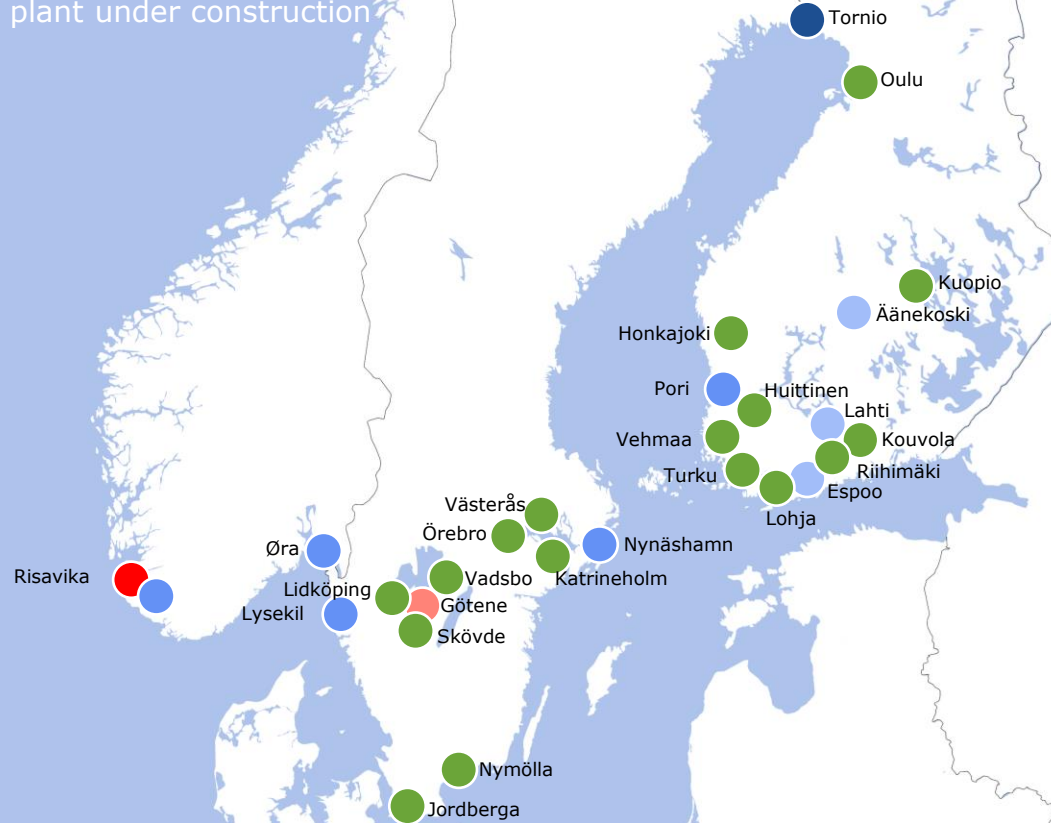 plant under construction
Tornio
Oulu
Kuopio
Äänekoski
Honkajoki
Pori
Huittinen
Lahti
Vehmaa
Kouvola
Turku
Riihimäki
Espoo
Lohja
Västerås
Örebro
Nynäshamn
Øra
Katrineholm
Risavika
Vadsbo
Lidköping
Götene
Lysekil
Skövde
Nymölla
Jordberga